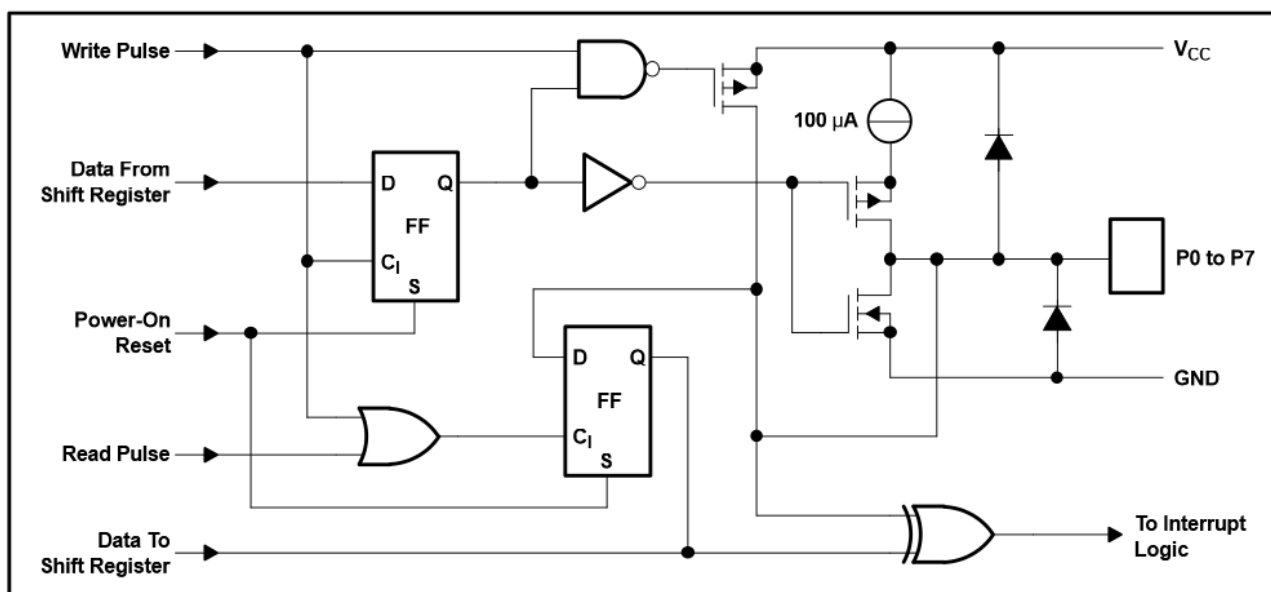 Write Pulse
VCC
100 µA
Data From
Shift Register
D
Q
FF
CI
S
P0 to P7
Power-On
Reset
D
Q
FF
CI
S
GND
Read Pulse
Data To
Shift Register
To Interrupt
Logic